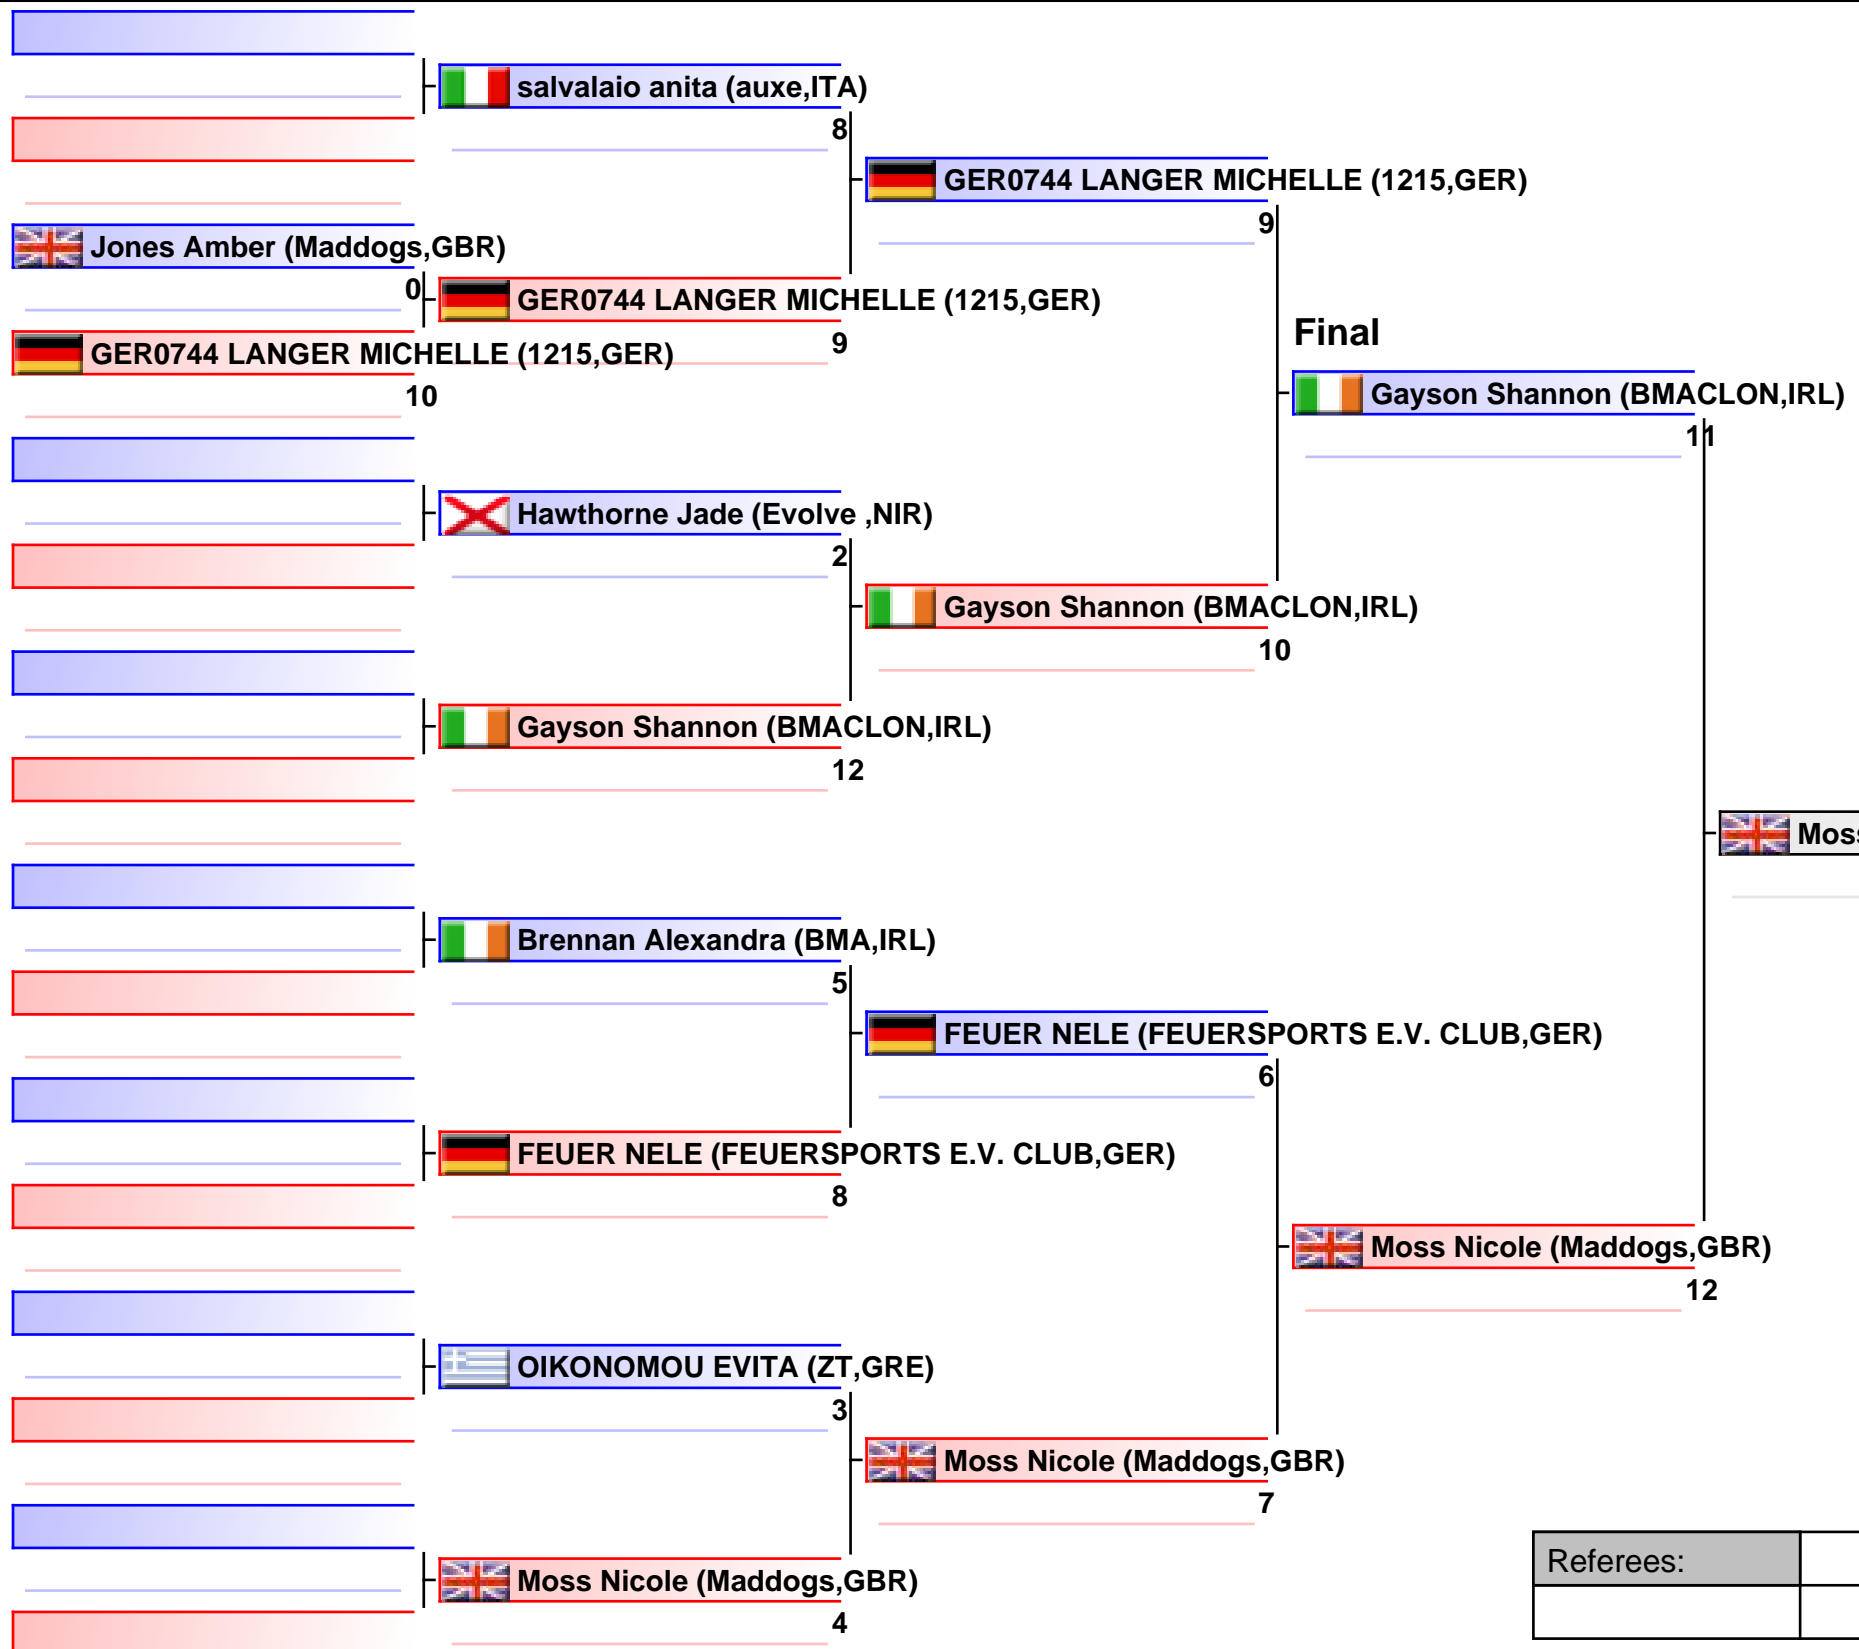 salvalaio anita (auxe,ITA)
8
GER0744 LANGER MICHELLE (1215,GER)
9
Jones Amber (Maddogs,GBR)
0
GER0744 LANGER MICHELLE (1215,GER)
9
GER0744 LANGER MICHELLE (1215,GER)
10
Final
Gayson Shannon (BMACLON,IRL)
11
Hawthorne Jade (Evolve ,NIR)
2
Gayson Shannon (BMACLON,IRL)
10
Gayson Shannon (BMACLON,IRL)
12
Moss
Brennan Alexandra (BMA,IRL)
5
FEUER NELE (FEUERSPORTS E.V. CLUB,GER)
6
FEUER NELE (FEUERSPORTS E.V. CLUB,GER)
8
Moss Nicole (Maddogs,GBR)
12
OIKONOMOU EVITA (ZT,GRE)
3
Moss Nicole (Maddogs,GBR)
7
Moss Nicole (Maddogs,GBR)
4
Referees: